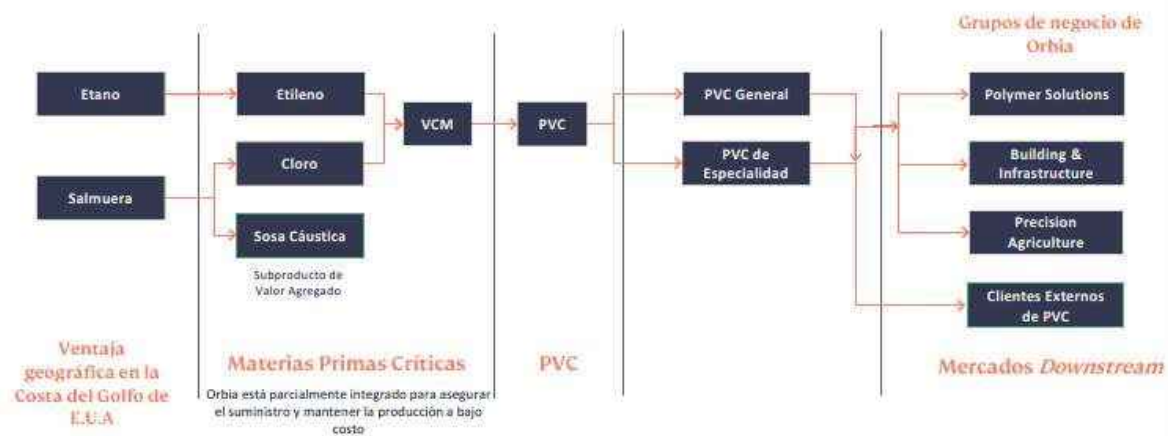 Grupos de negocio de
Orbia
Etano
Etileno
PVC General
Polymer Solutions
VCM
PVC
Cloro
PVC de
Especialidad
Building &
Infrastructure
Salmuera
Sosa Cáustica
Precision
Agriculture
Subproducto de
Valor Agregado
Clientes Externos
de PVC
Ventaja
geográfica en la
Costa del Golfo de
E.U.A
Materias Primas Críticas
Orbia está parcialmente integrado para asegurar
el suministro y mantener la producción a bajo
costo
PVC
Mercados Downstream